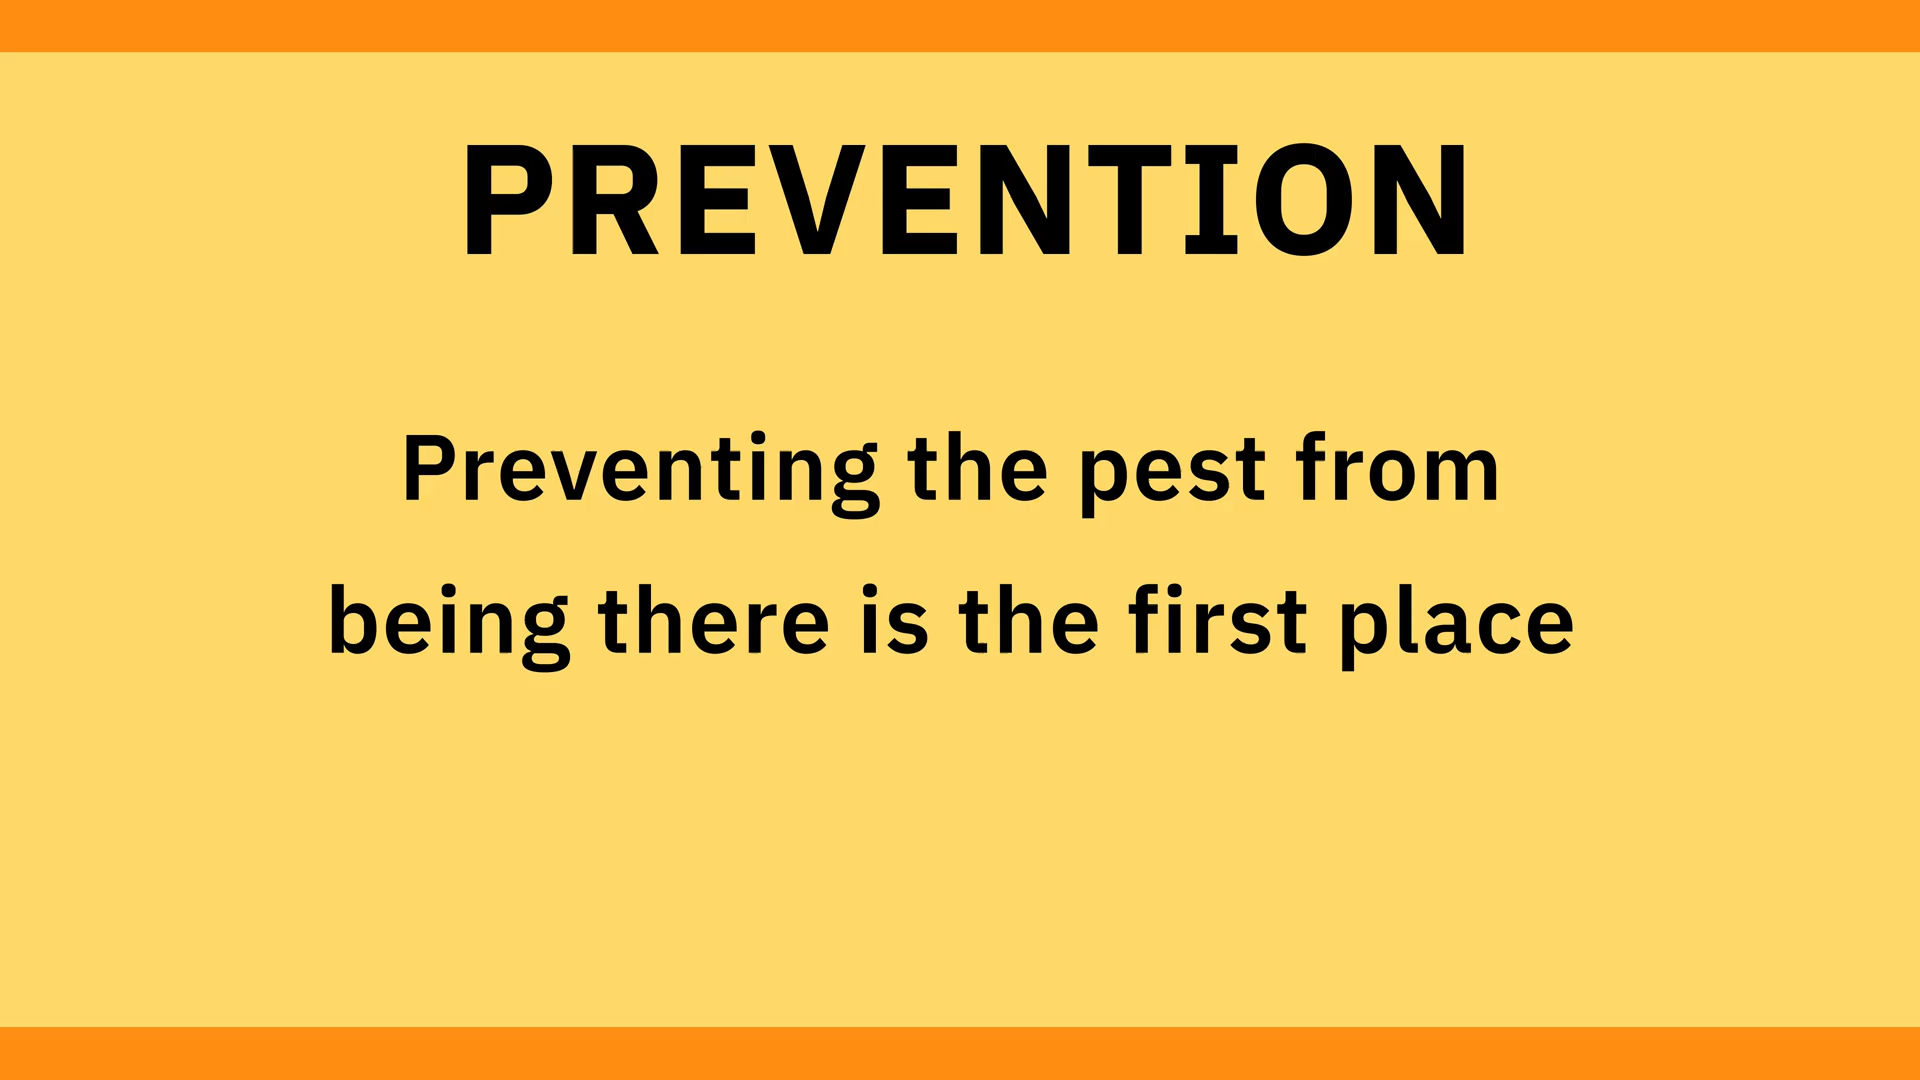 PREVENTION
Preventing the pest from
being there is the first place